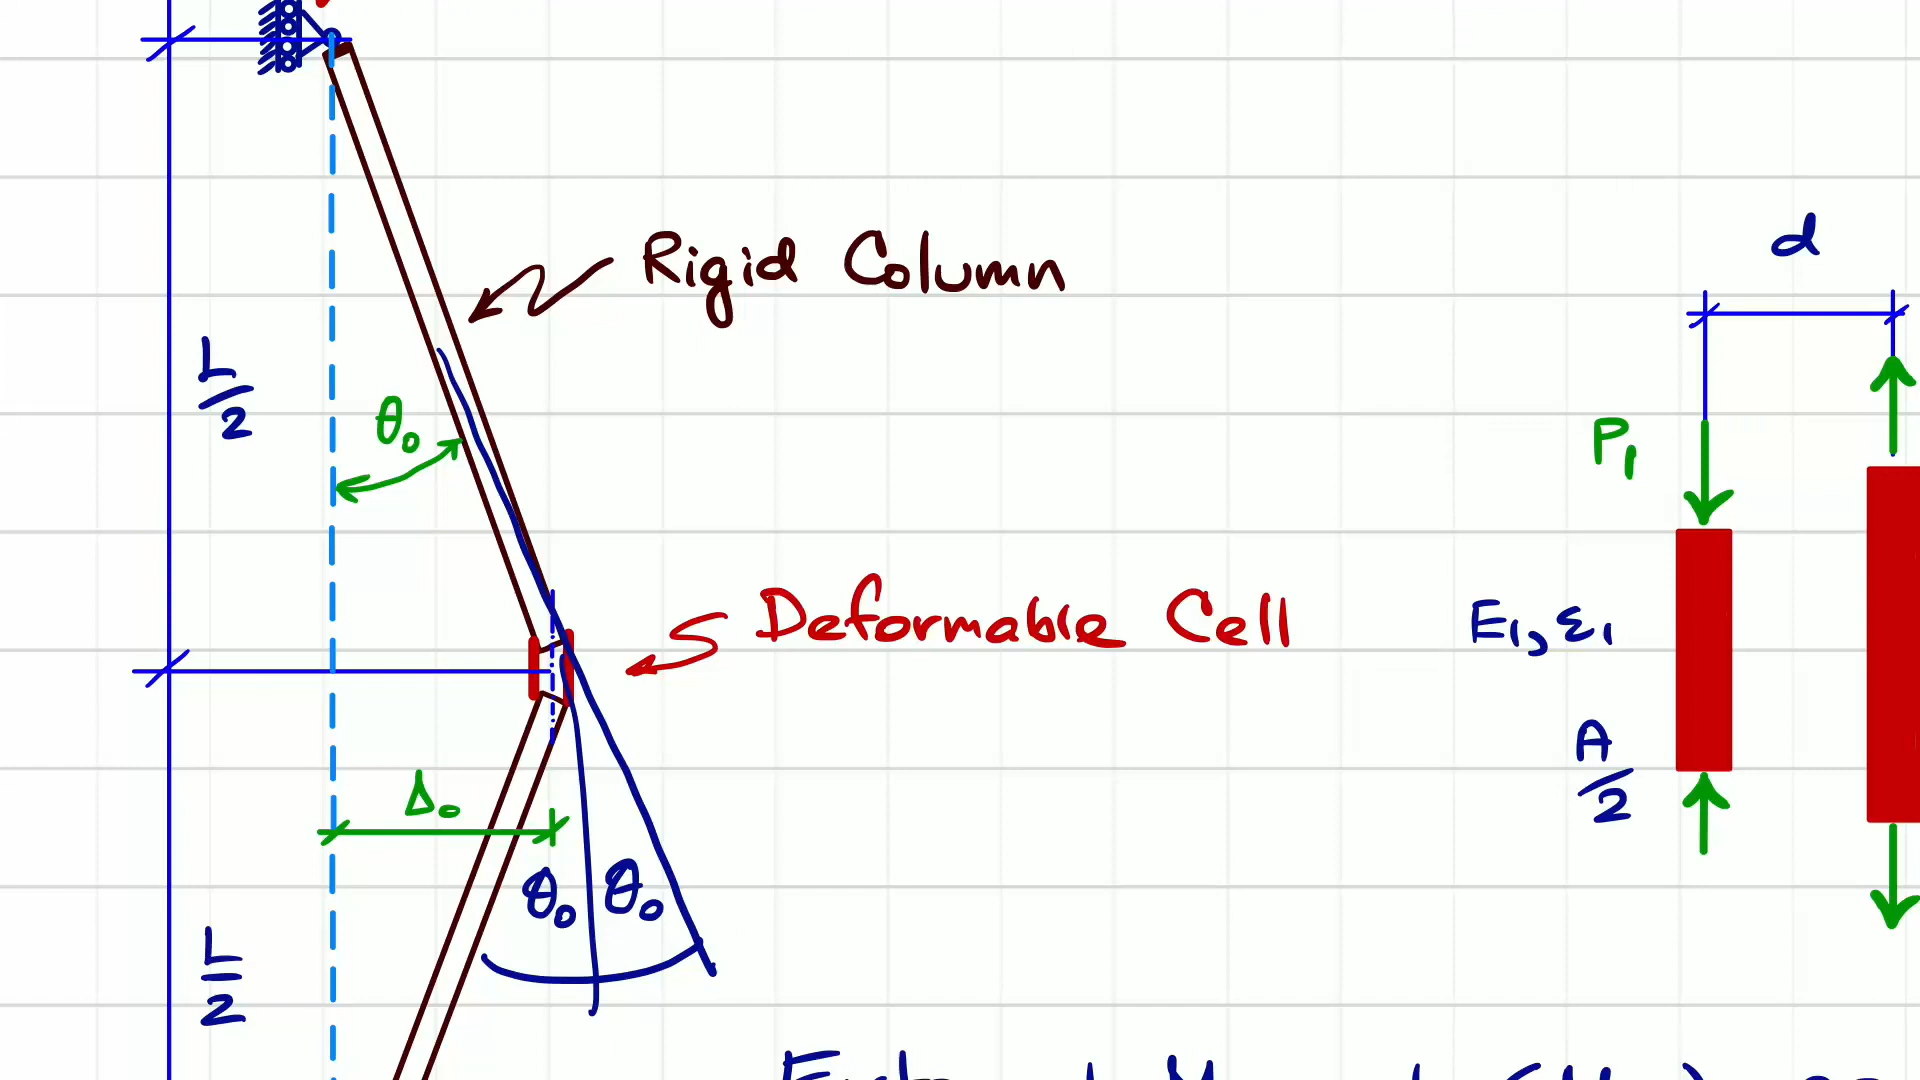 Rigid Column
d
L/2
θ₀
P₁
Deformable Cell
E₁, ε₁
A/2
Δ₀
θ₀ θ₀
L/2